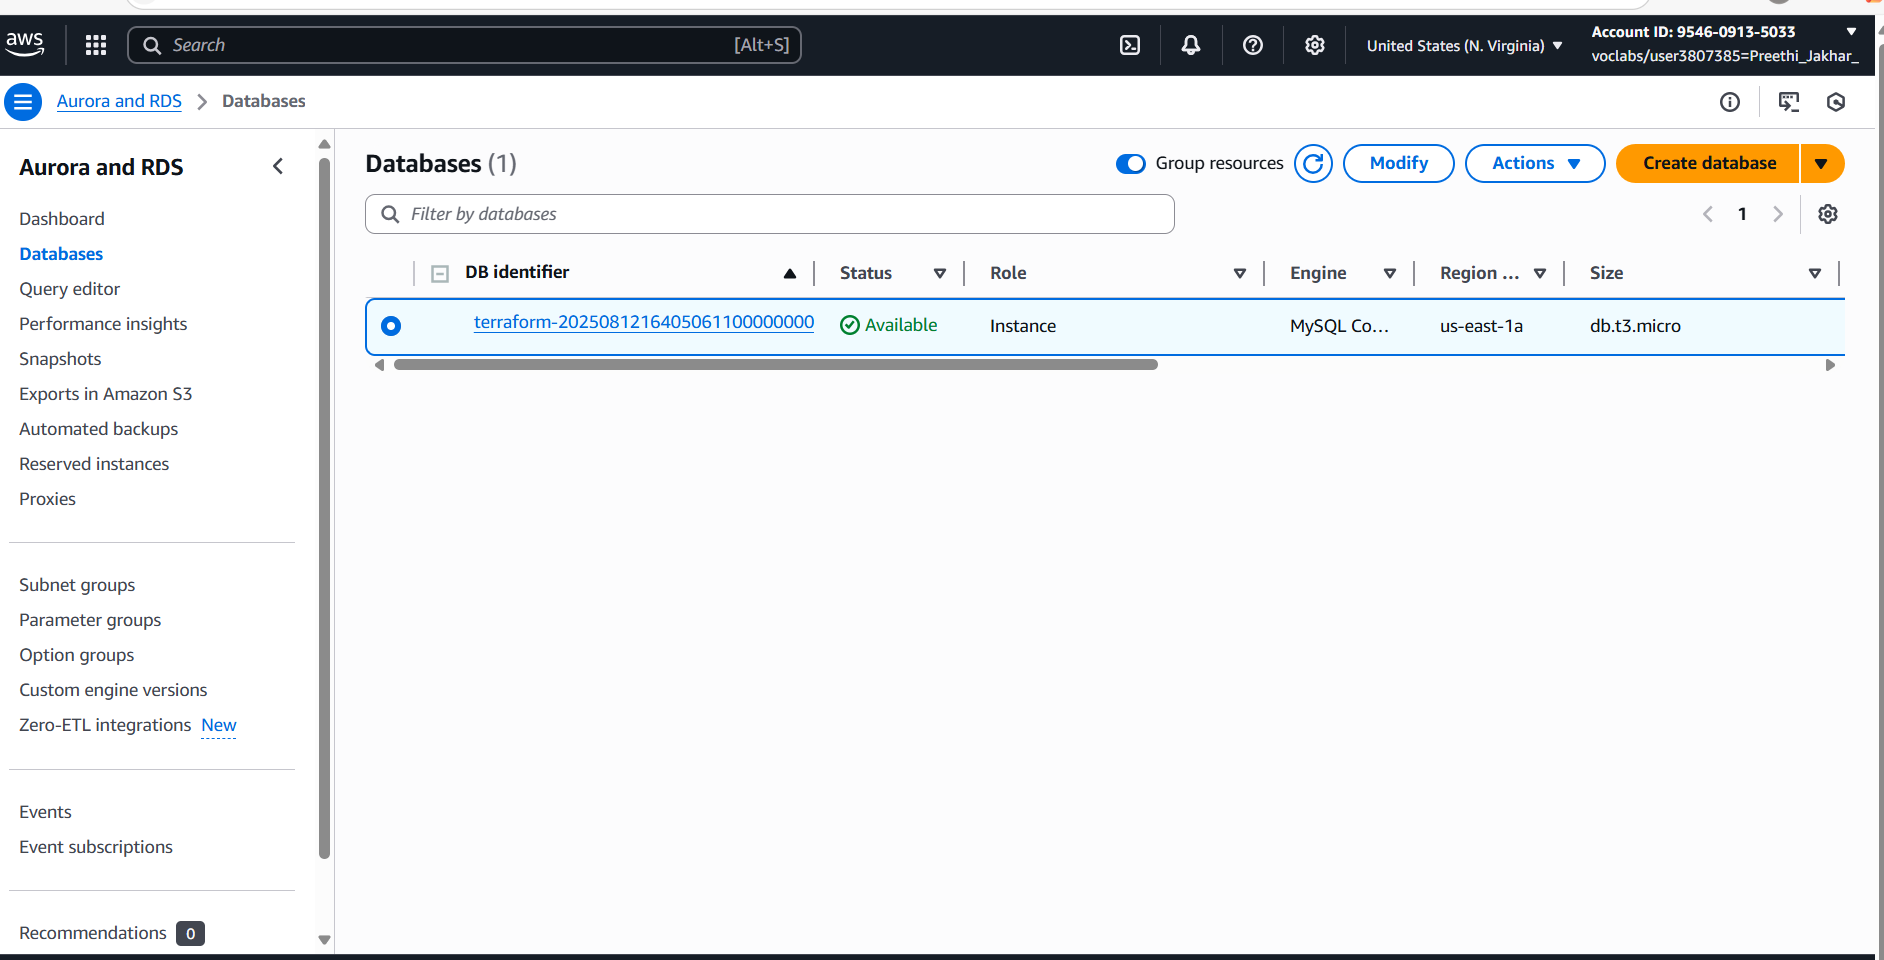 aws
Search [Alt+S]
United States (N. Virginia)
Account ID: 9546-0913-5033
voclabs/user3807385=Preethi_Jakhar_
Aurora and RDS > Databases
Aurora and RDS
Dashboard
Databases
Query editor
Performance insights
Snapshots
Exports in Amazon S3
Automated backups
Reserved instances
Proxies
Subnet groups
Parameter groups
Option groups
Custom engine versions
Zero-ETL integrations New
Events
Event subscriptions
Recommendations 0
Databases (1)
Group resources
Modify
Actions
Create database
Filter by databases
1
DB identifier Status Role Engine Region ... Size
terraform-20250812164050611000​00000 Available Instance MySQL Co... us-east-1a db.t3.micro